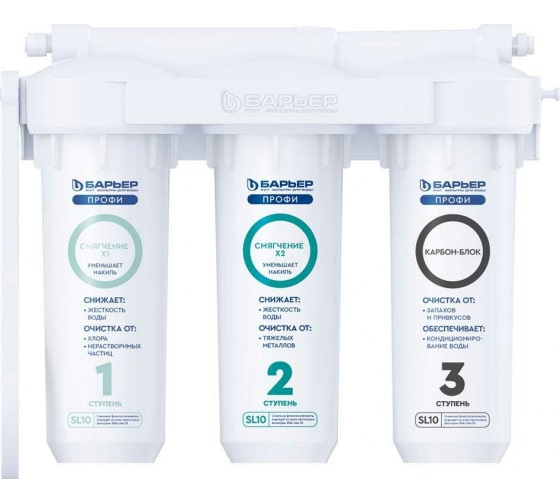 БАРЬЕР
БАРЬЕР
ПРОФИ
СМЯГЧЕНИЕ
X1
УМЕНЬШАЕТ
НАКИПЬ
СНИЖАЕТ:
• ЖЕСТКОСТЬ
ВОДЫ
ОЧИСТКА ОТ:
• ХЛОРА
• НЕРАСТВОРИМЫХ
ЧАСТИЦ
1
СТУПЕНЬ
SL10
БАРЬЕР
ПРОФИ
СМЯГЧЕНИЕ
X2
УМЕНЬШАЕТ
НАКИПЬ
СНИЖАЕТ:
• ЖЕСТКОСТЬ
ВОДЫ
ОЧИСТКА ОТ:
• ТЯЖЕЛЫХ
МЕТАЛЛОВ
2
СТУПЕНЬ
SL10
БАРЬЕР
ПРОФИ
КАРБОН-БЛОК
ОЧИСТКА ОТ:
• ЗАПАХОВ
И ПРИВКУСОВ
ОБЕСПЕЧИВАЕТ:
• КОНДИЦИОНИРО-
ВАНИЕ ВОДЫ
3
СТУПЕНЬ
SL10